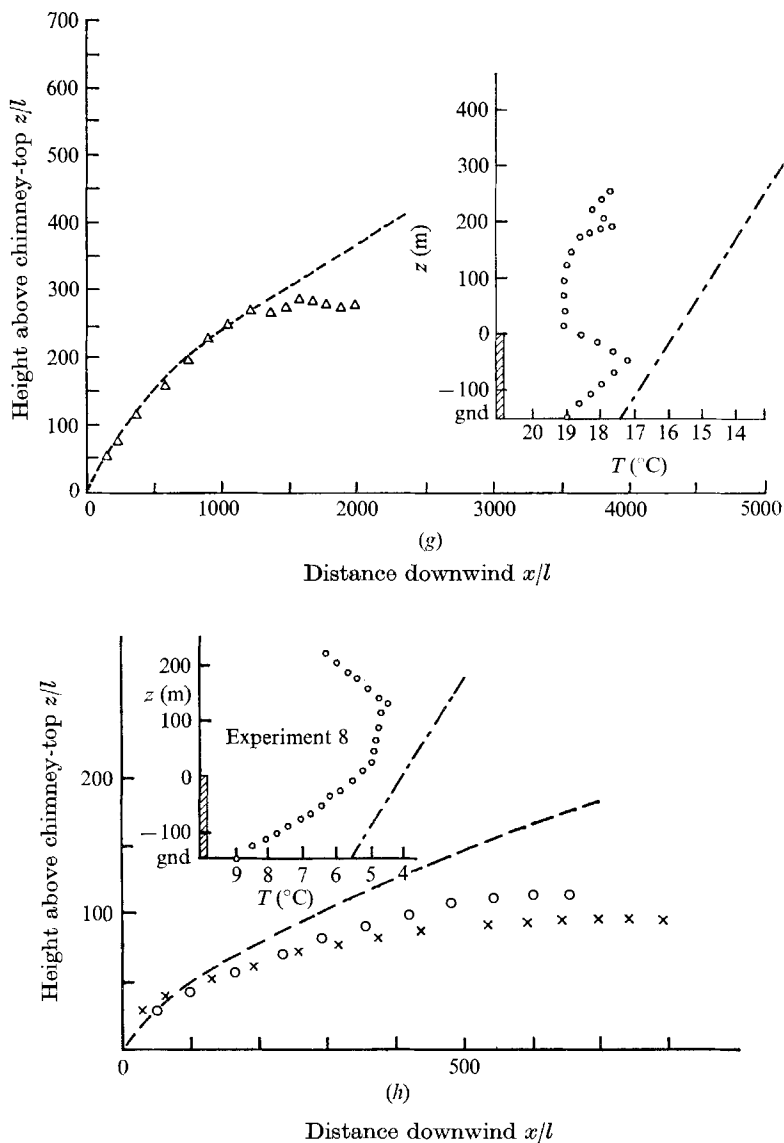 700
600
500
400
300
200
100
0
Height above chimney-top z/l
0
1000
2000
3000
4000
5000
400
300
200
100
0
−100
gnd
z (m)
20 19 18 17 16 15 14
T (°C)
(g)
Distance downwind x/l
200
100
Height above chimney-top z/l
200
z (m)
100
Experiment 8
0
−100
gnd
9 8 7 6 5 4
T (°C)
0
500
(h)
Distance downwind x/l